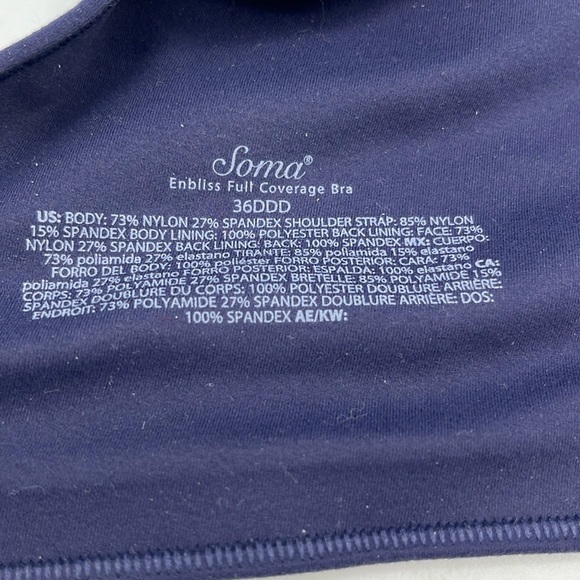 Soma®
Enbliss Full Coverage Bra
36DDD
US: BODY: 73% NYLON 27% SPANDEX SHOULDER STRAP: 85% NYLON
15% SPANDEX BODY LINING: 100% POLYESTER BACK LINING: FACE: 73%
NYLON 27% SPANDEX BACK LINING: BACK: 100% SPANDEX MX: CUERPO:
73% poliamida 27% elastano TIRANTE: 85% poliamida 15% elastano
FORRO DEL BODY: 100% poliéster FORRO POSTERIOR: CARA: 73%
poliamida 27% elastano FORRO POSTERIOR: ESPALDA: 100% elastano CA:
CORPS: 73% POLYAMIDE 27% SPANDEX BRETELLE: 85% POLYAMIDE 15%
SPANDEX DOUBLURE DU CORPS: 100% POLYESTER DOUBLURE ARRIÈRE:
ENDROIT: 73% POLYAMIDE 27% SPANDEX DOUBLURE ARRIÈRE: DOS:
100% SPANDEX AE/KW: